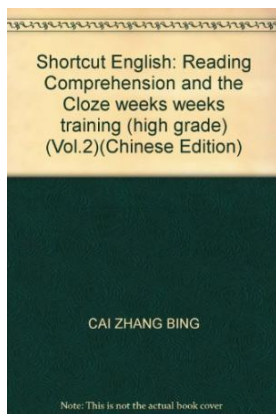 Shortcut English: Reading
Comprehension and the
Cloze weeks weeks
training (high grade)
(Vol.2)(Chinese Edition)
CAI ZHANG BING
Note: This is not the actual book cover